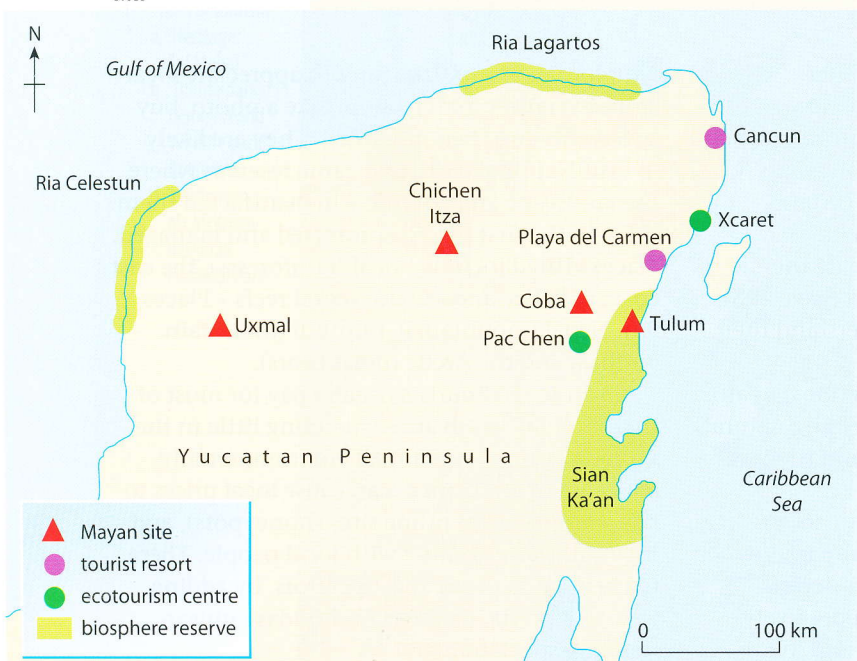 N
Gulf of Mexico
Ria Lagartos
Cancun
Ria Celestun
Chichen
Itza
Xcaret
Playa del Carmen
Coba
Tulum
Uxmal
Pac Chen
Yucatan Peninsula
Sian
Ka'an
Caribbean
Sea
Mayan site
tourist resort
ecotourism centre
biosphere reserve
0
100 km